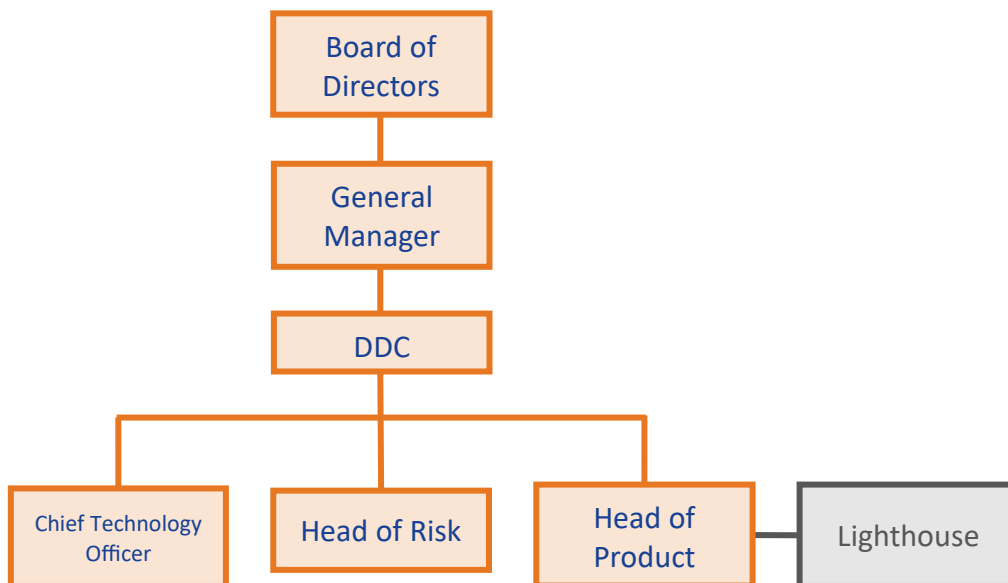 Board of
Directors
General
Manager
DDC
Chief Technology
Officer
Head of Risk
Head of
Product
Lighthouse